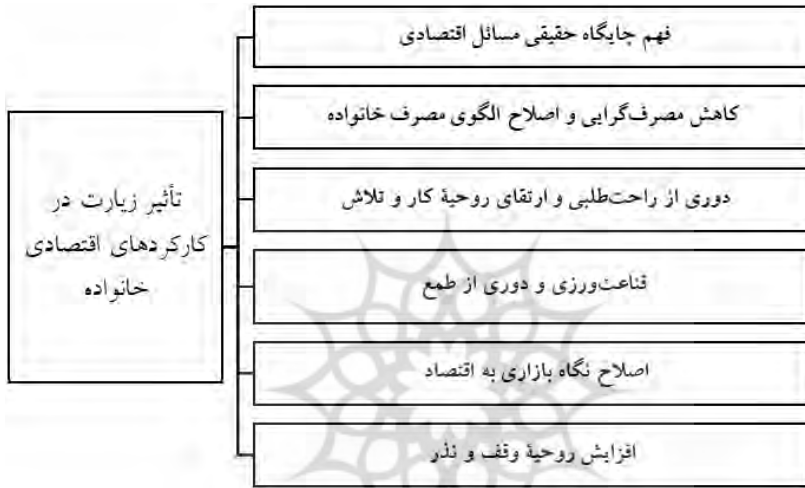 فهم جایگاه حقیقی مسائل اقتصادی
کاهش مصرف‌گرایی و اصلاح الگوی مصرف خانواده
دوری از راحت‌طلبی و ارتقای روحیۀ کار و تلاش
قناعت‌ورزی و دوری از طمع
اصلاح نگاه بازاری به اقتصاد
افزایش روحیۀ وقف و نذر
تأثیر زیارت در
کارکردهای اقتصادی
خانواده